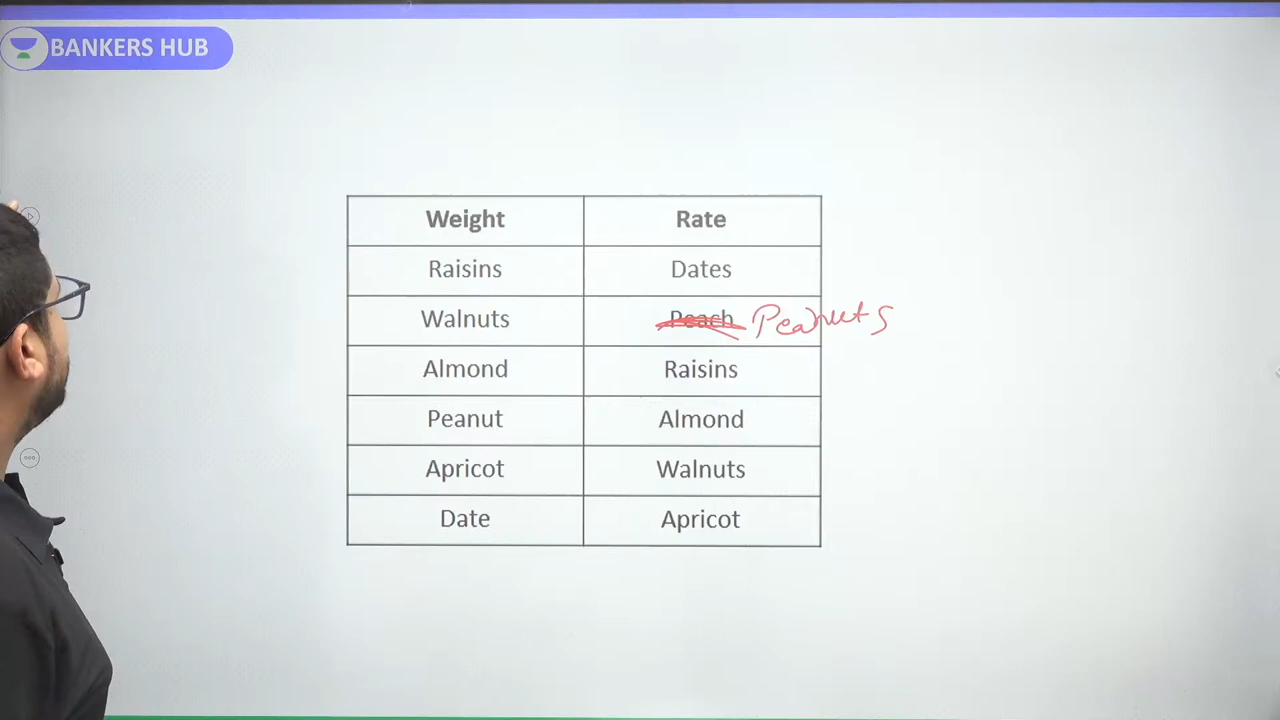 BANKERS HUB
Weight Rate
Raisins Dates
Walnuts Peach Peanuts
Almond Raisins
Peanut Almond
Apricot Walnuts
Date Apricot